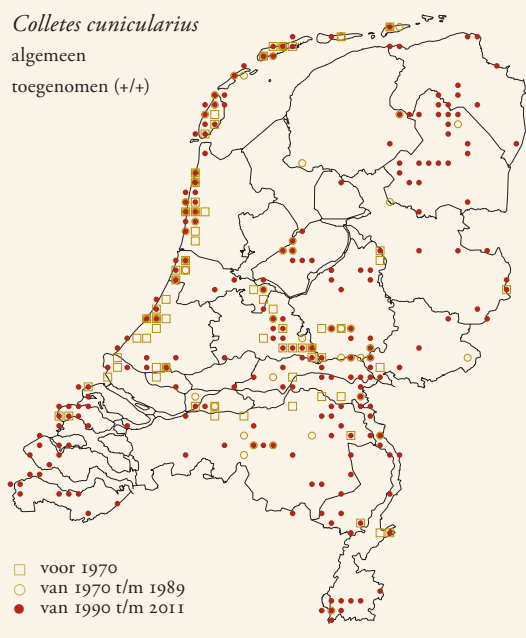 Colletes cunicularius
algemeen
toegenomen (+/+)
voor 1970
van 1970 t/m 1989
van 1990 t/m 2011